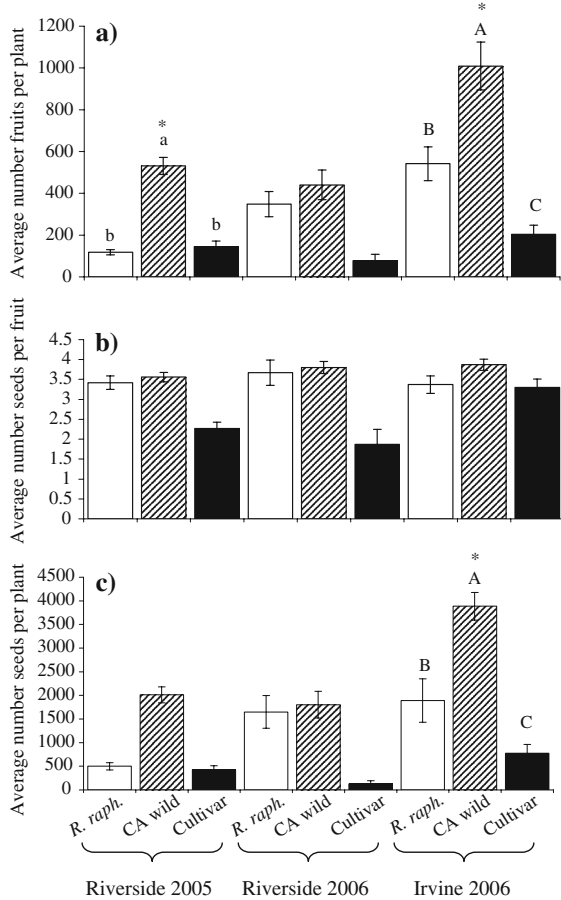 a)
Average number fruits per plant
1200
1000
800
600
400
200
0
b
*
a
b
B
*
A
C
b)
Average number seeds per fruit
4.5
4
3.5
3
2.5
2
1.5
1
0.5
0
c)
Average number seeds per plant
4500
4000
3500
3000
2500
2000
1500
1000
500
0
B
*
A
C
R. raph. CA wild Cultivar R. raph. CA wild Cultivar R. raph. CA wild Cultivar
Riverside 2005 Riverside 2006 Irvine 2006